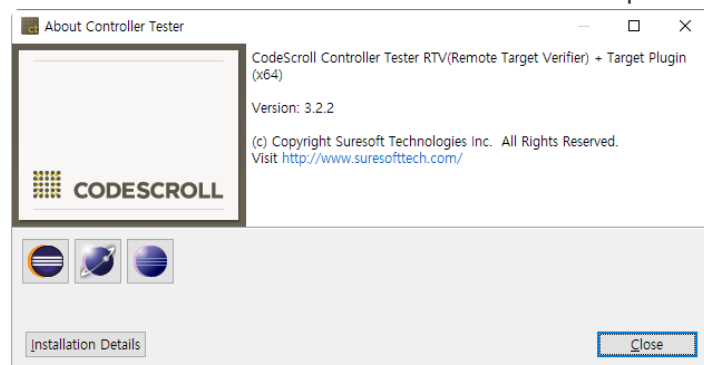 ct About Controller Tester
CodeScroll Controller Tester RTV(Remote Target Verifier) + Target Plugin
(x64)
Version: 3.2.2
(c) Copyright Suresoft Technologies Inc.  All Rights Reserved.
Visit http://www.suresofttech.com/
CODESCROLL
Installation Details
Close